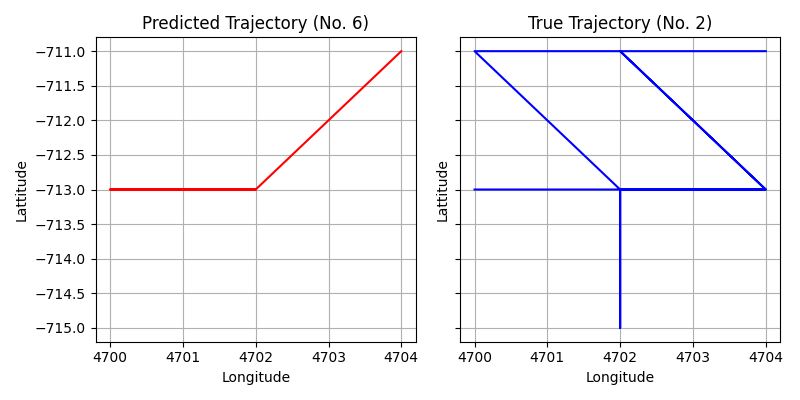 Predicted Trajectory (No. 6)
True Trajectory (No. 2)
−711.0
−711.5
−712.0
−712.5
−713.0
−713.5
−714.0
−714.5
−715.0
Lattitude
Lattitude
4700 4701 4702 4703 4704
4700 4701 4702 4703 4704
Longitude
Longitude